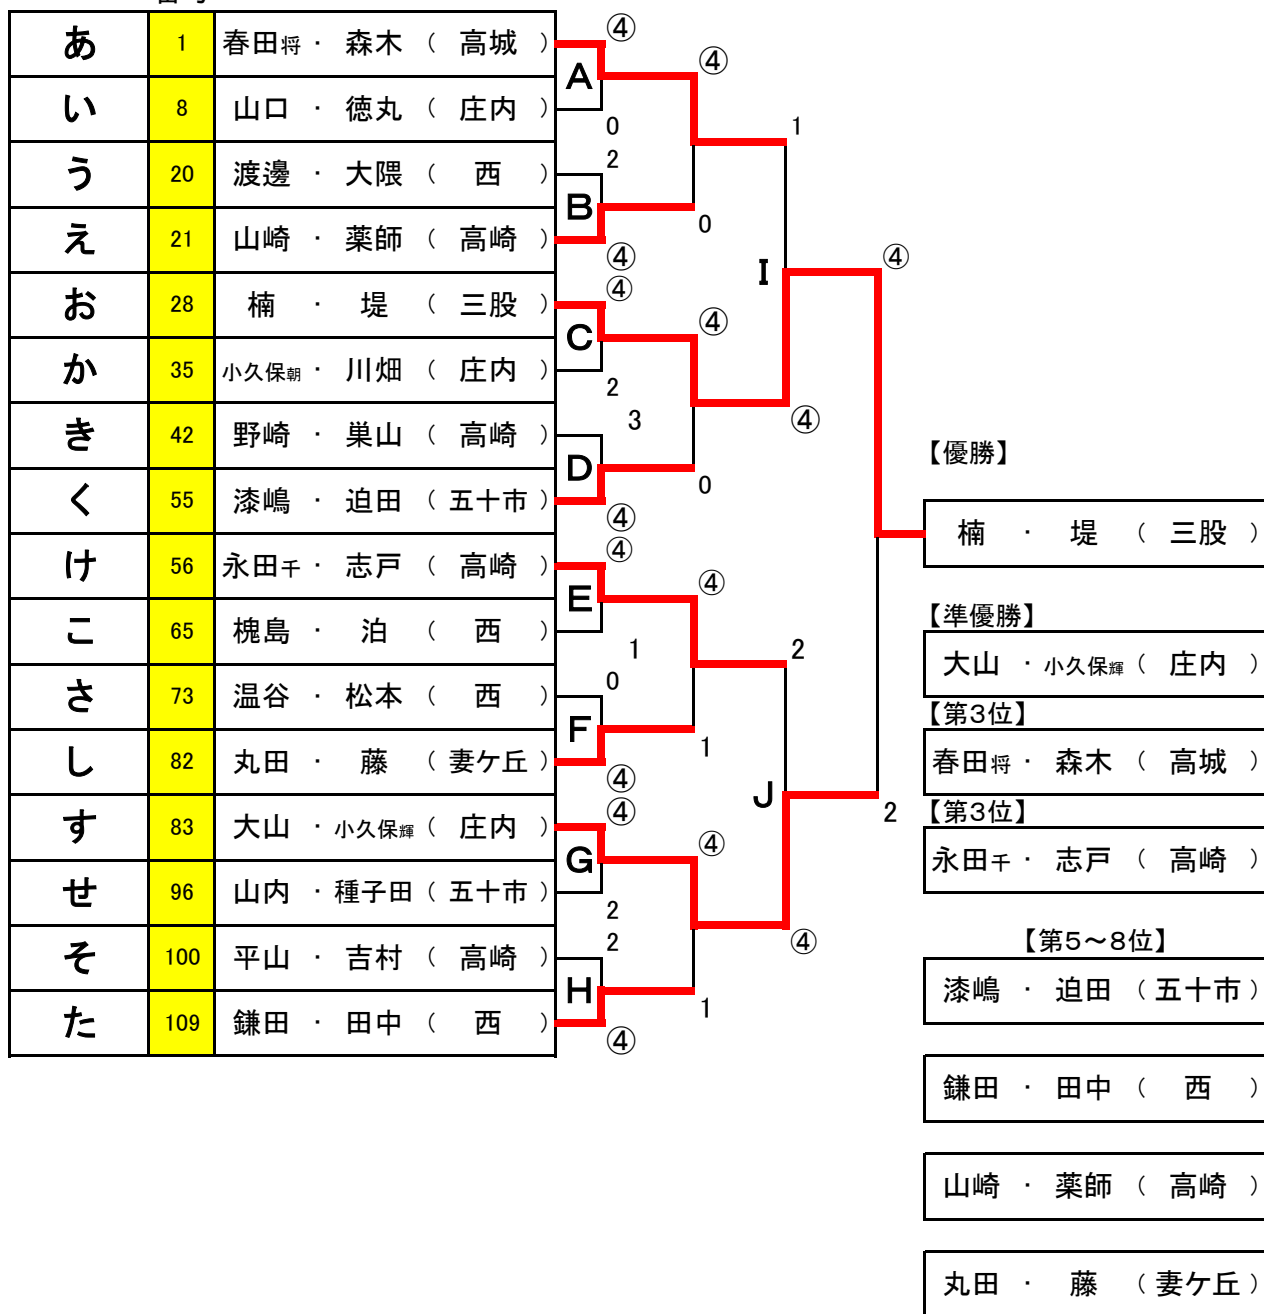 あ 1 春田将 ・ 森木 （ 高城 ）
い 8 山口 ・ 徳丸 （ 庄内 ）
う 20 渡邊 ・ 大隈 （ 西 ）
え 21 山崎 ・ 薬師 （ 高崎 ）
お 28 楠 ・ 堤 （ 三股 ）
か 35 小久保朝 ・ 川畑 （ 庄内 ）
き 42 野崎 ・ 巣山 （ 高崎 ）
く 55 漆嶋 ・ 迫田 （ 五十市 ）
け 56 永田千 ・ 志戸 （ 高崎 ）
こ 65 槐島 ・ 泊 （ 西 ）
さ 73 温谷 ・ 松本 （ 西 ）
し 82 丸田 ・ 藤 （ 妻ケ丘 ）
す 83 大山 ・ 小久保輝 （ 庄内 ）
せ 96 山内 ・ 種子田 （ 五十市 ）
そ 100 平山 ・ 吉村 （ 高崎 ）
た 109 鎌田 ・ 田中 （ 西 ）
④
A
0
2
B
④
④
C
2
3
D
④
④
E
1
0
F
④
④
G
2
2
H
④
④
0
④
0
④
1
④
1
1
I
④
2
J
④
④
2
【優勝】
楠 ・ 堤 （ 三股 ）
【準優勝】
大山 ・ 小久保輝 （ 庄内 ）
【第3位】
春田将 ・ 森木 （ 高城 ）
【第3位】
永田千 ・ 志戸 （ 高崎 ）
【第5～8位】
漆嶋 ・ 迫田 （ 五十市 ）
鎌田 ・ 田中 （ 西 ）
山崎 ・ 薬師 （ 高崎 ）
丸田 ・ 藤 （ 妻ケ丘 ）